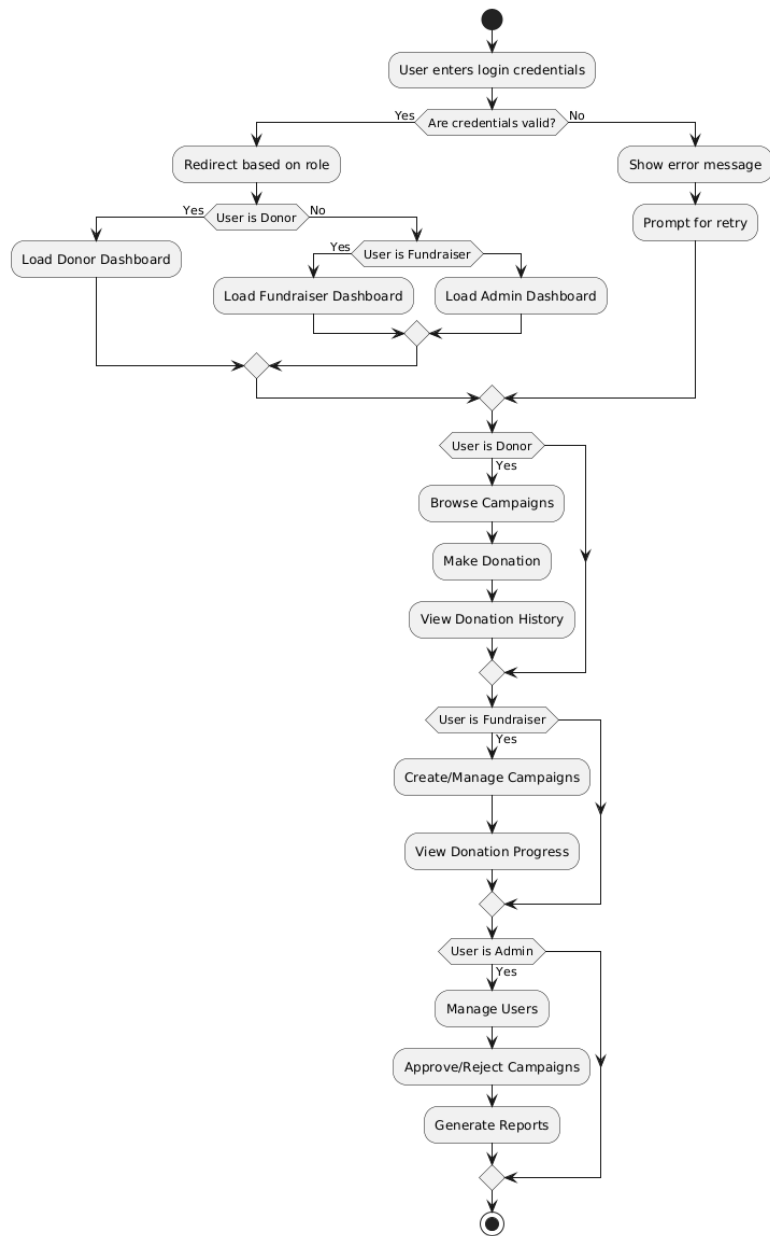 User enters login credentials
Yes
Are credentials valid?
No
Redirect based on role
Show error message
Yes
User is Donor
No
Prompt for retry
Load Donor Dashboard
Yes
User is Fundraiser
Load Fundraiser Dashboard
Load Admin Dashboard
User is Donor
Yes
Browse Campaigns
Make Donation
View Donation History
User is Fundraiser
Yes
Create/Manage Campaigns
View Donation Progress
User is Admin
Yes
Manage Users
Approve/Reject Campaigns
Generate Reports